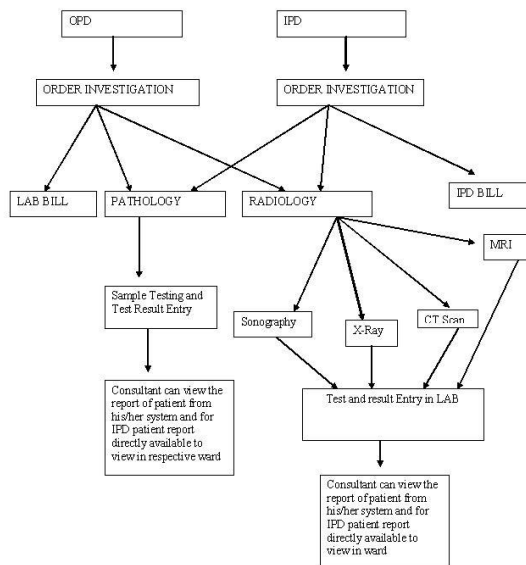 OPD
IPD
ORDER INVESTIGATION
ORDER INVESTIGATION
LAB BILL
PATHOLOGY
RADIOLOGY
IPD BILL
MRI
Sample Testing and
Test Result Entry
Sonography
X-Ray
CT Scan
Consultant can view the
report of patient from
his/her system and for
IPD patient report
directly available to
view in respective ward
Test and result Entry in LAB
Consultant can view the
report of patient from
his/her system and for
IPD patient report
directly available to
view in ward